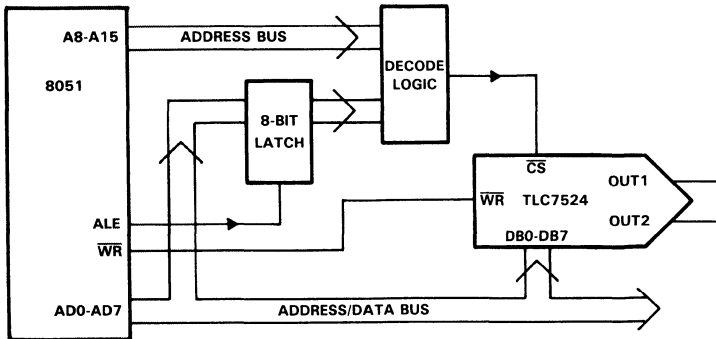 A8-A15
ADDRESS BUS
8051
DECODE
LOGIC
8-BIT
LATCH
CS
OUT1
WR
TLC7524
ALE
OUT2
WR
DB0-DB7
AD0-AD7
ADDRESS/DATA BUS